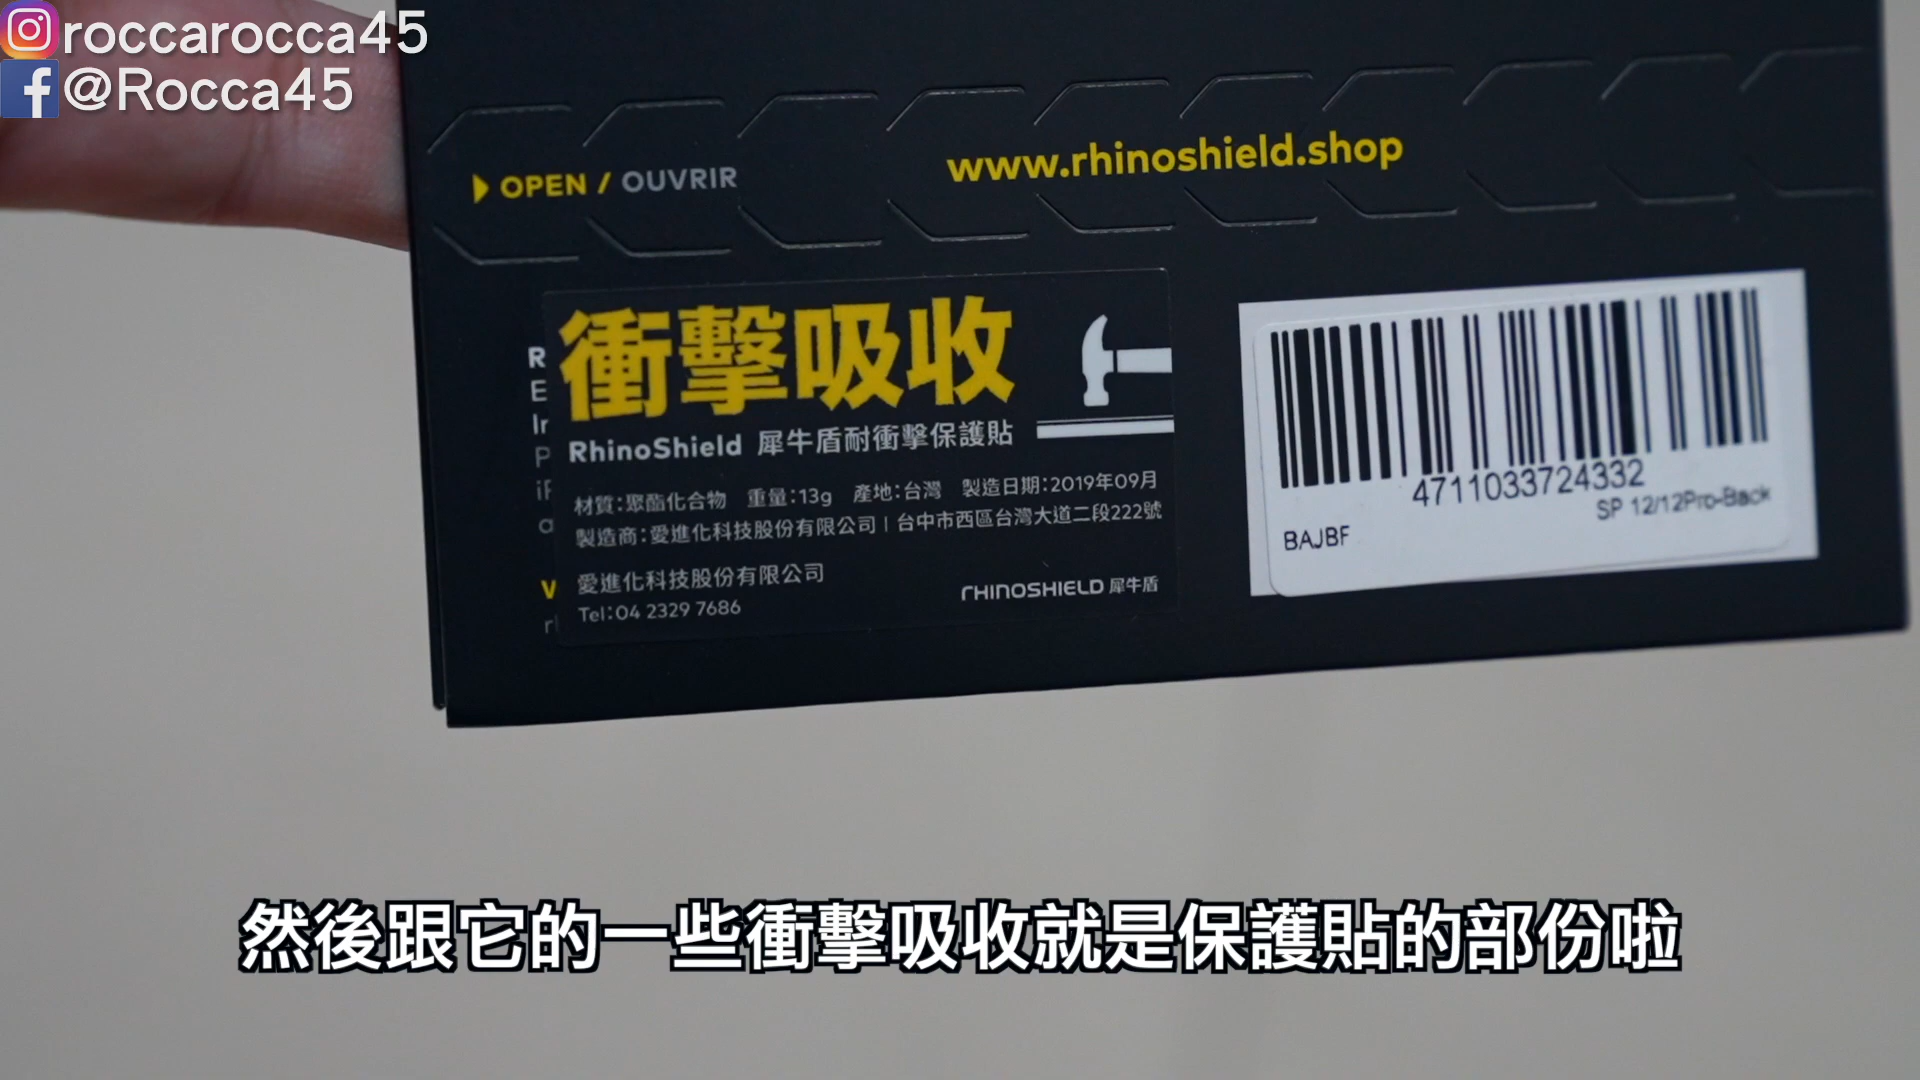 roccarocca45
@Rocca45
OPEN / OUVRIR
www.rhinoshield.shop
衝擊吸收
RhinoShield 犀牛盾耐衝擊保護貼
材質:聚酯化合物 重量:13g 產地:台灣 製造日期:2019年09月
製造商:愛進化科技股份有限公司 | 台中市西區台灣大道二段222號
愛進化科技股份有限公司
Tel:04 2329 7686
RHINOSHIELD 犀牛盾
4711033724332
SP 12/12Pro-Back
BAJBF
然後跟它的一些衝擊吸收就是保護貼的部份啦